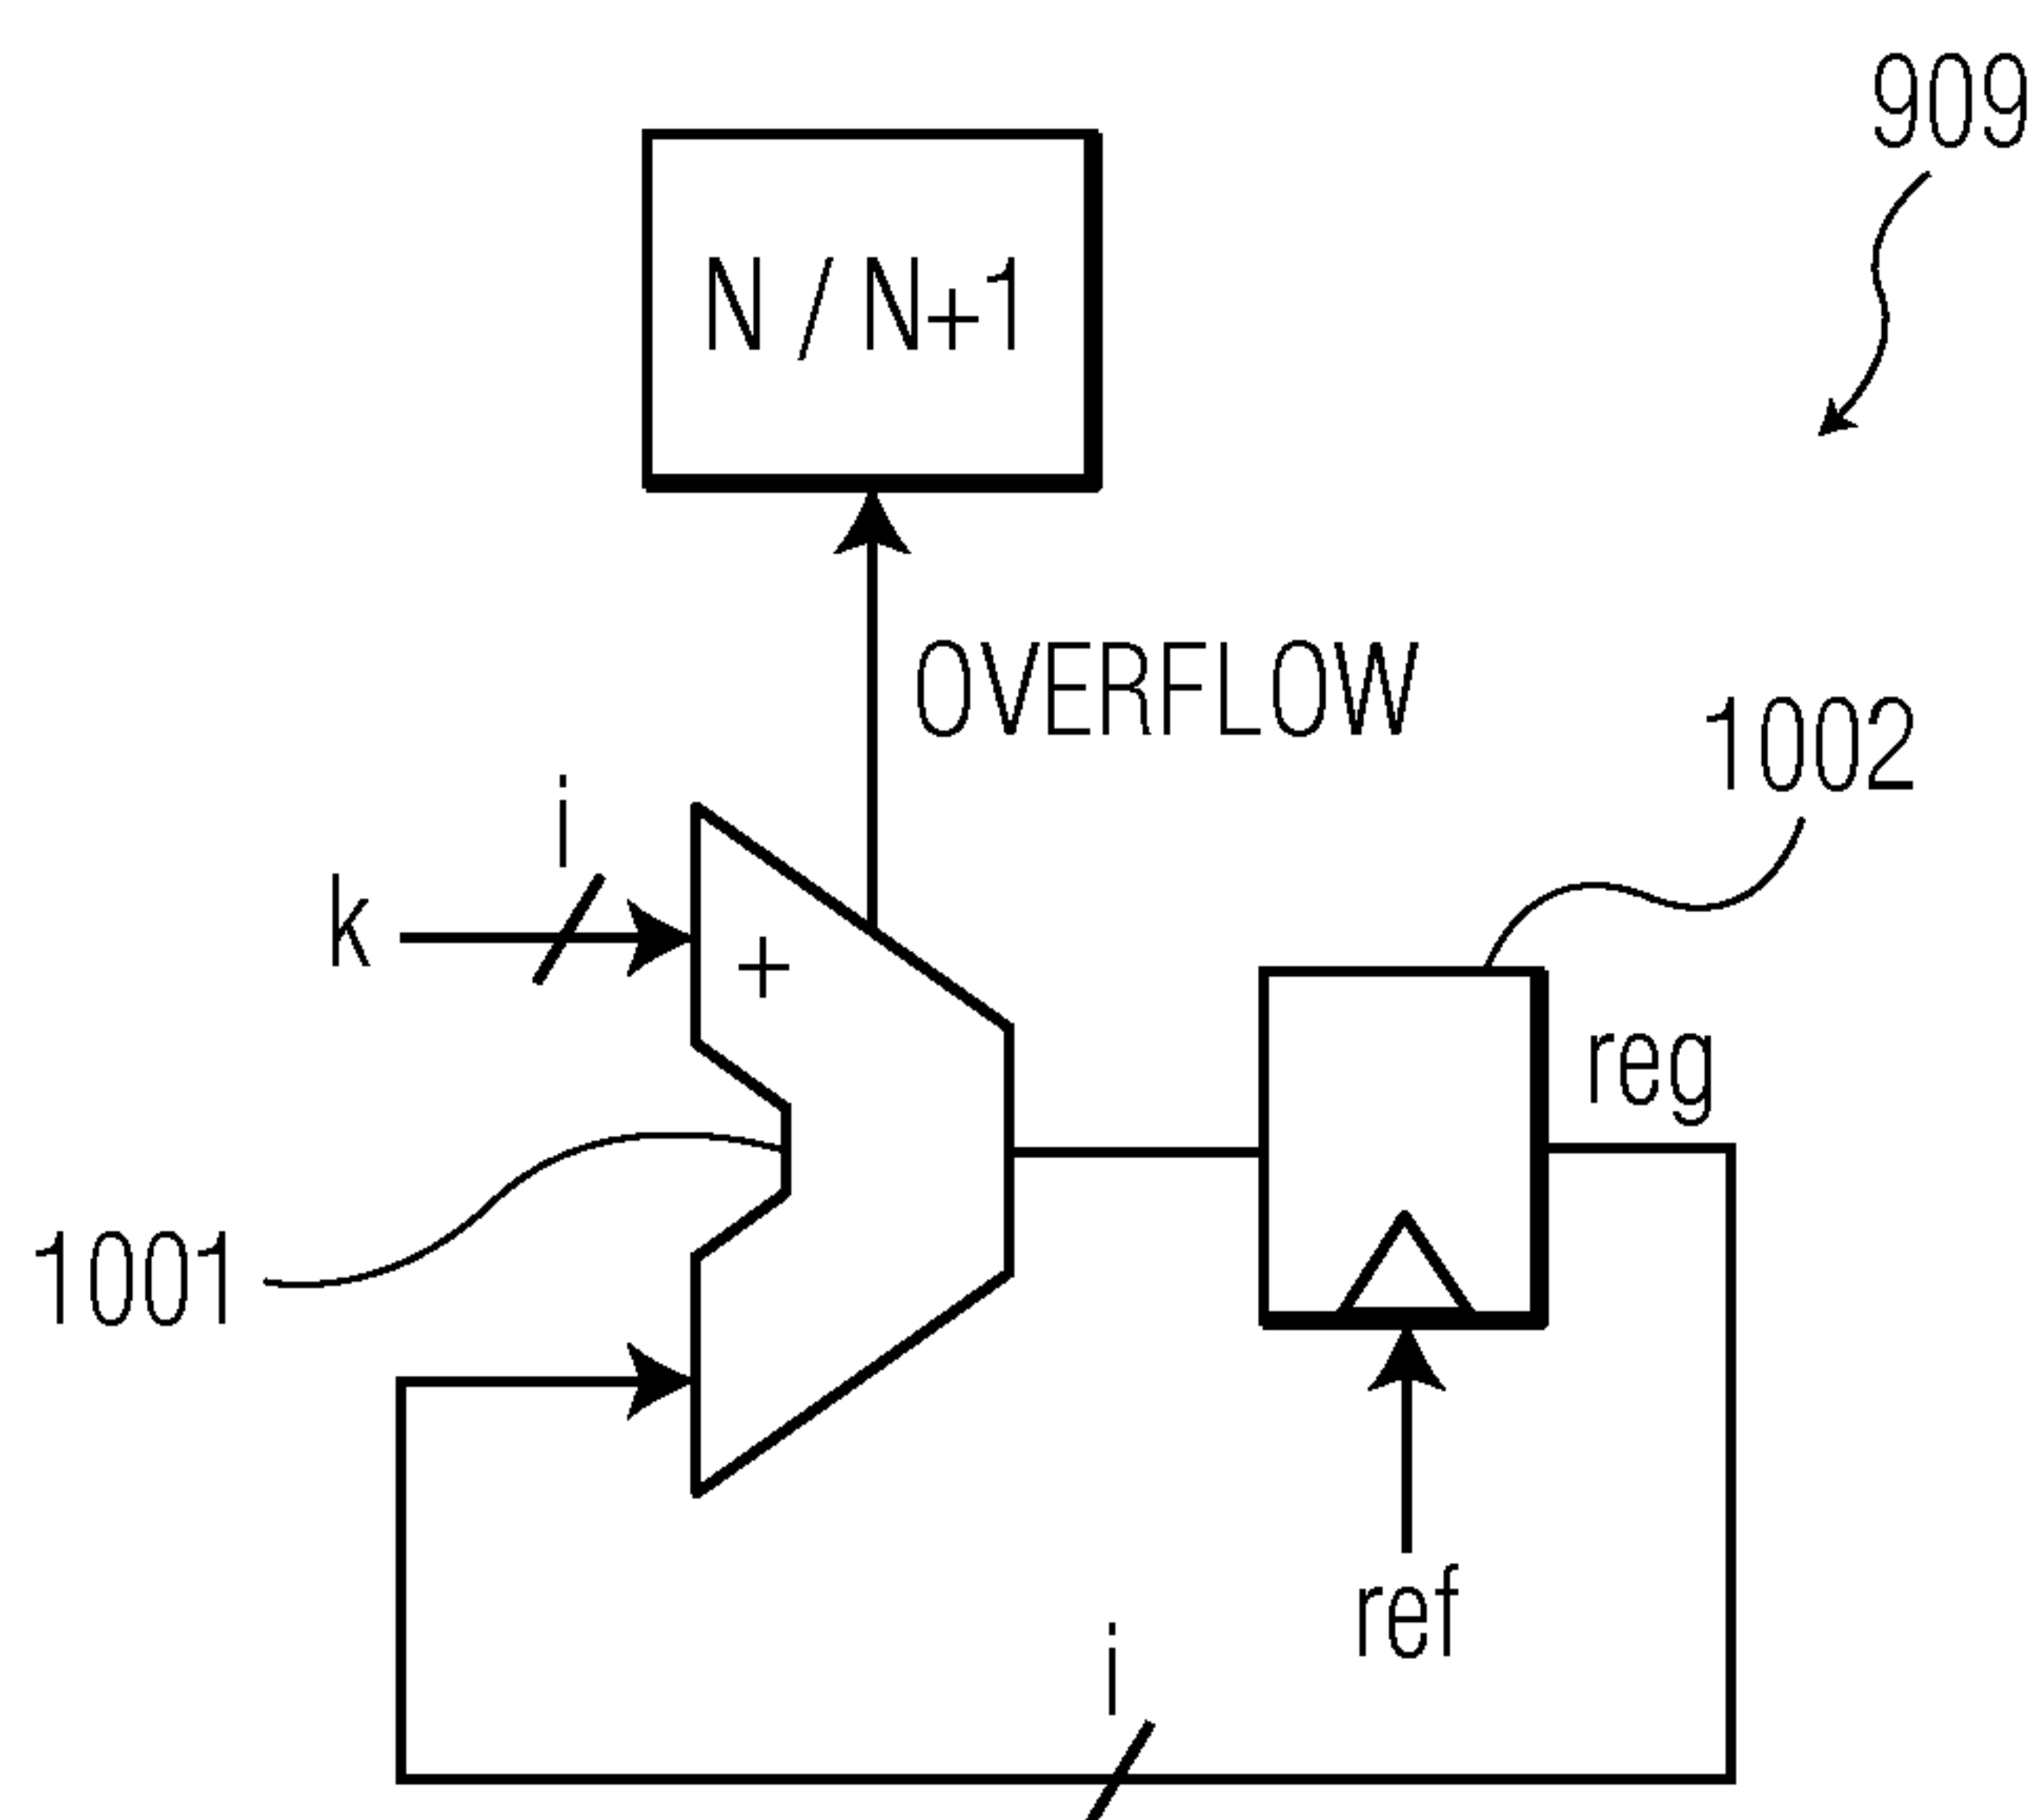 909
N / N+1
OVERFLOW
1002
i
k
+
reg
1001
ref
i